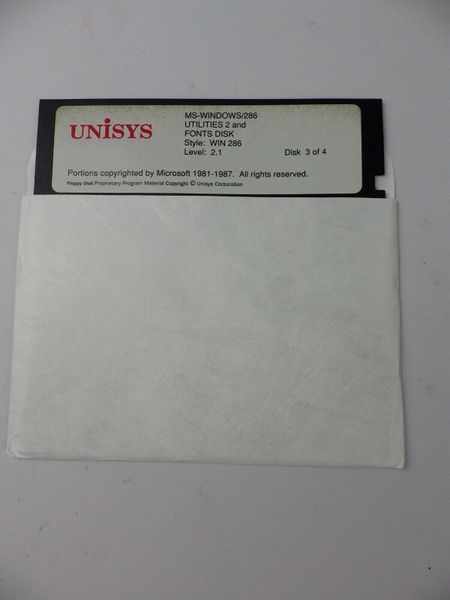 UNISYS
MS-WINDOWS/286
UTILITIES 2 and
FONTS DISK
Style: WIN 286
Level: 2.1
Disk 3 of 4
Portions copyrighted by Microsoft 1981-1987. All rights reserved.
Floppy Disk Proprietary Program Material Copyright © Unisys Corporation